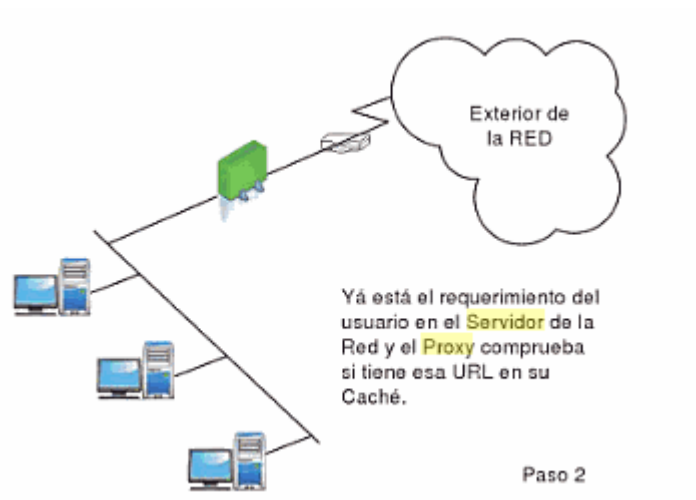 Exterior de
la RED
Yá está el requerimiento del
usuario en el Servidor de la
Red y el Proxy comprueba
si tiene esa URL en su
Caché.
Paso 2